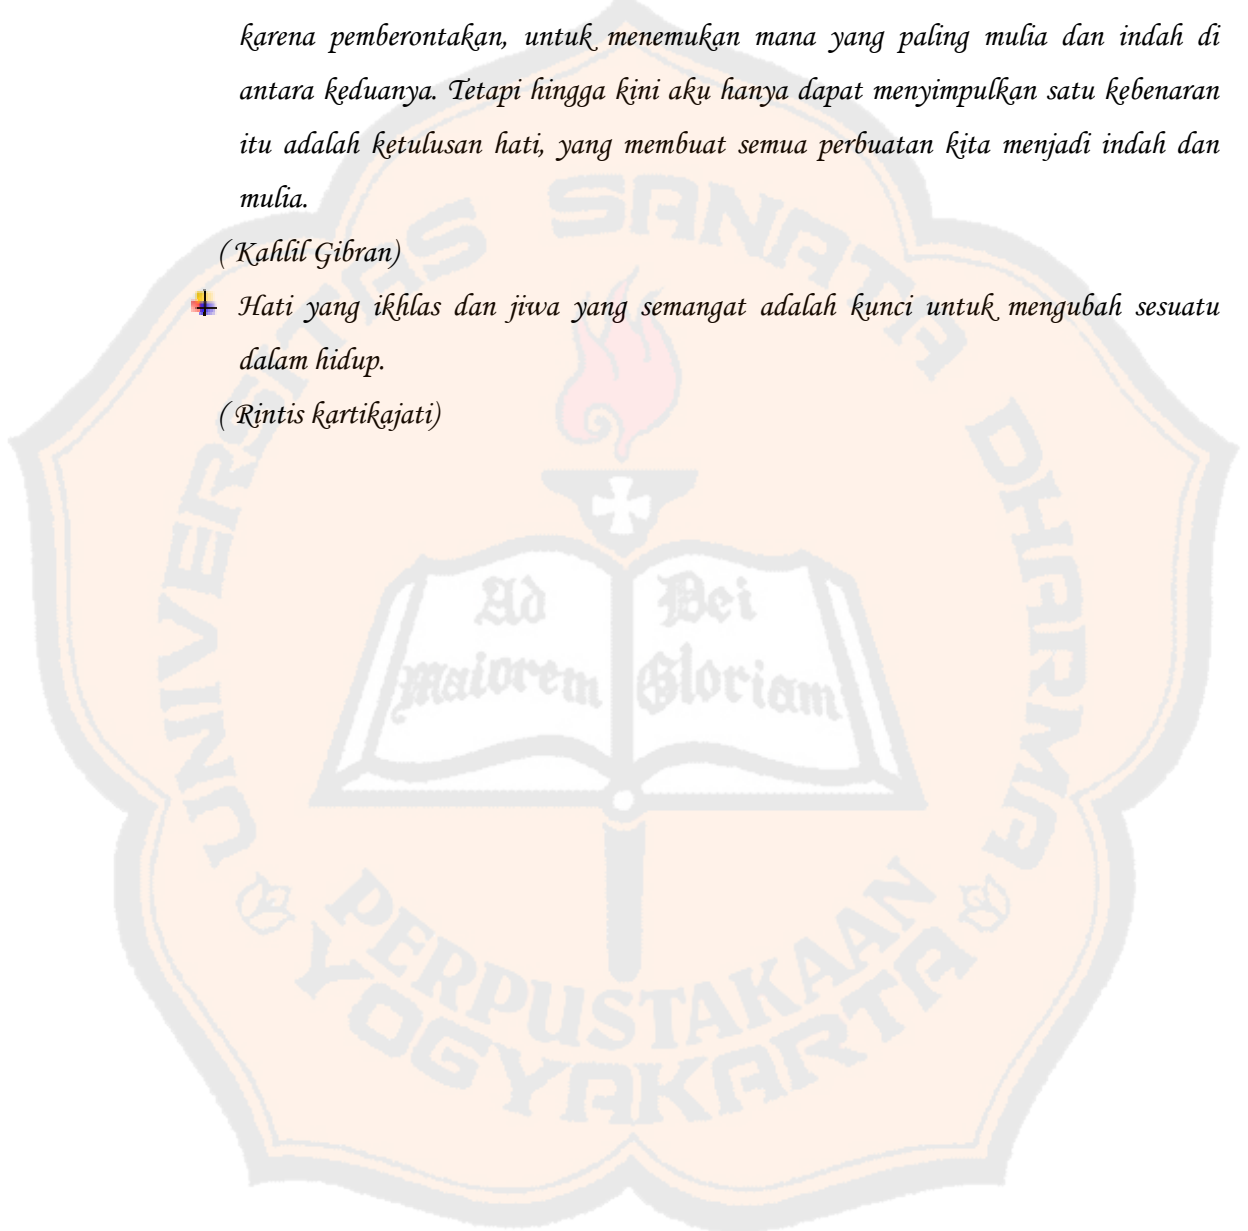 karena pemberontakan, untuk menemukan mana yang paling mulia dan indah di
antara keduanya. Tetapi hingga kini aku hanya dapat menyimpulkan satu kebenaran
itu adalah ketulusan hati, yang membuat semua perbuatan kita menjadi indah dan
mulia.
( Kahlil Gibran)
Hati yang ikhlas dan jiwa yang semangat adalah kunci untuk mengubah sesuatu
dalam hidup.
( Rintis kartikajati)
UNIVERSITAS SANATA DHARMA
Ad Dei
Maiorem Gloriam
PERPUSTAKAAN
YOGYAKARTA